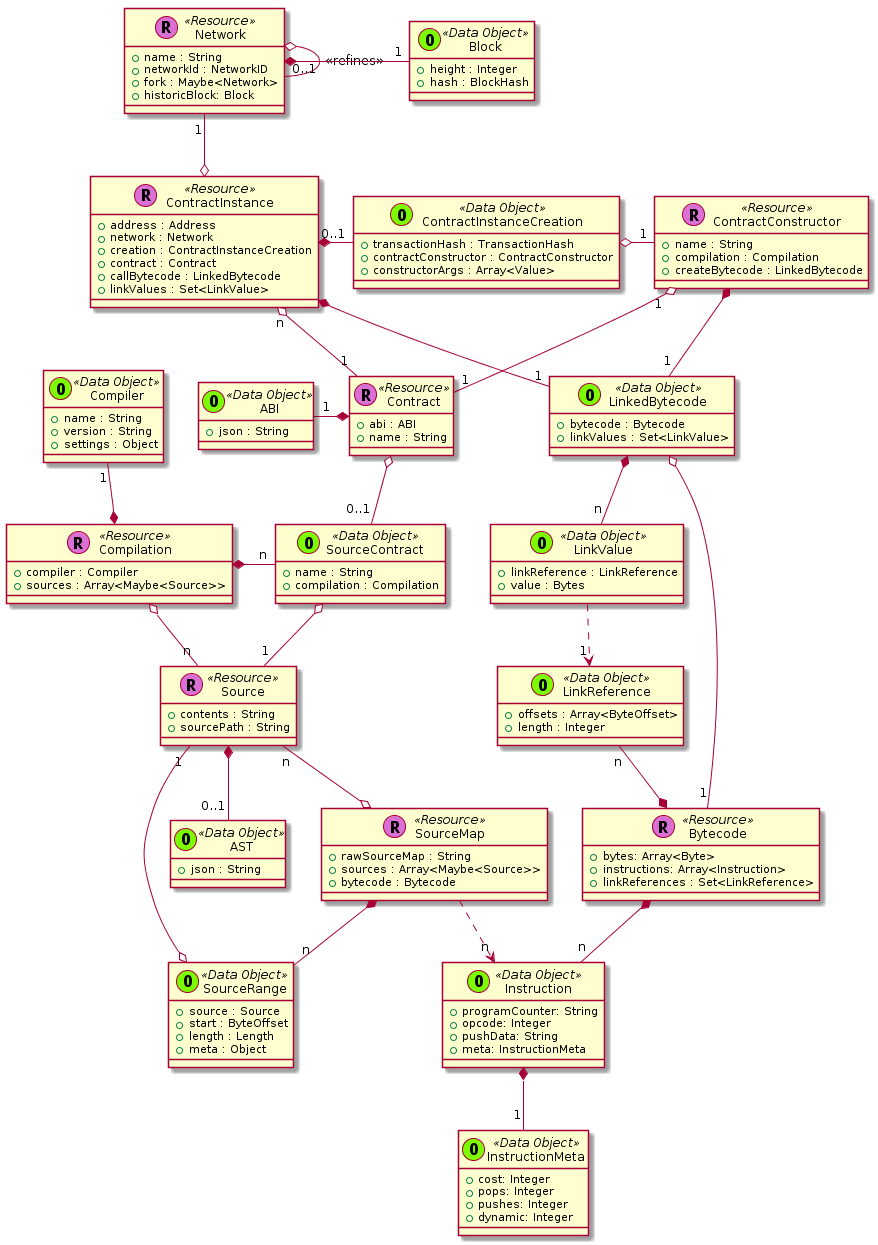 R
«Resource»
Network
name : String
networkId : NetworkID
fork : Maybe<Network>
historicBlock: Block
0..1
«refines»
1
O
«Data Object»
Block
height : Integer
hash : BlockHash
1
R
«Resource»
ContractInstance
address : Address
network : Network
creation : ContractInstanceCreation
contract : Contract
callBytecode : LinkedBytecode
linkValues : Set<LinkValue>
0..1
O
«Data Object»
ContractInstanceCreation
transactionHash : TransactionHash
contractConstructor : ContractConstructor
constructorArgs : Array<Value>
1
R
«Resource»
ContractConstructor
name : String
compilation : Compilation
createBytecode : LinkedBytecode
n
1
1
1
1
1
O
«Data Object»
Compiler
name : String
version : String
settings : Object
O
«Data Object»
ABI
json : String
1
R
«Resource»
Contract
abi : ABI
name : String
O
«Data Object»
LinkedBytecode
bytecode : Bytecode
linkValues : Set<LinkValue>
1
0..1
n
R
«Resource»
Compilation
compiler : Compiler
sources : Array<Maybe<Source>>
n
O
«Data Object»
SourceContract
name : String
compilation : Compilation
O
«Data Object»
LinkValue
linkReference : LinkReference
value : Bytes
n
1
1
R
«Resource»
Source
contents : String
sourcePath : String
O
«Data Object»
LinkReference
offsets : Array<ByteOffset>
length : Integer
1
n
n
0..1
1
O
«Data Object»
AST
json : String
R
«Resource»
SourceMap
rawSourceMap : String
sources : Array<Maybe<Source>>
bytecode : Bytecode
R
«Resource»
Bytecode
bytes: Array<Byte>
instructions: Array<Instruction>
linkReferences : Set<LinkReference>
n
n
n
O
«Data Object»
SourceRange
source : Source
start : ByteOffset
length : Length
meta : Object
O
«Data Object»
Instruction
programCounter: String
opcode: Integer
pushData: String
meta: InstructionMeta
1
O
«Data Object»
InstructionMeta
cost: Integer
pops: Integer
pushes: Integer
dynamic: Integer